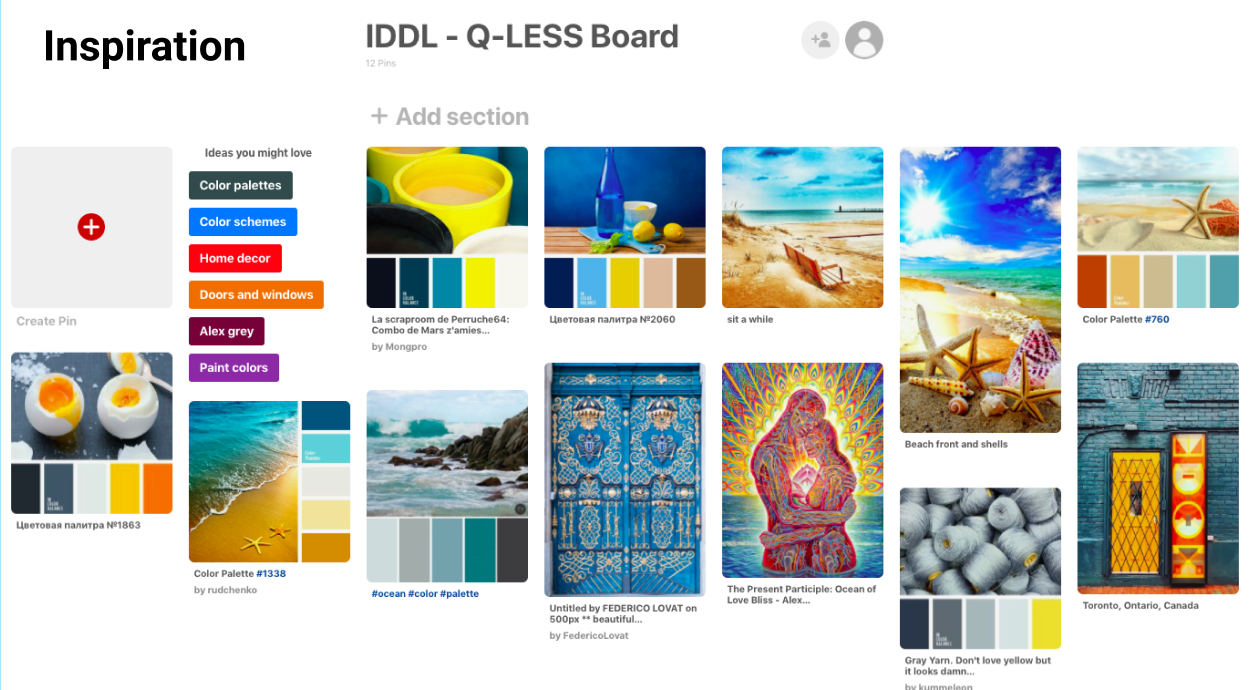 Inspiration
IDDL - Q-LESS Board
12 Pins
+ Add section
Create Pin
Ideas you might love
Color palettes
Color schemes
Home decor
Doors and windows
Alex grey
Paint colors
Цветовая палитра №1863
Color Palette #1338
by rudchenko
La scraproom de Perruche64:
Combo de Mars z'amies...
by Mongpro
#ocean #color #palette
Цветовая палитра №2060
Untitled by FEDERICO LOVAT on
500px ** beautiful...
by FedericoLovat
sit a while
The Present Participle: Ocean of
Love Bliss - Alex...
Beach front and shells
Gray Yarn. Don't love yellow but
it looks damn...
by kummeleon
Color Palette #760
Toronto, Ontario, Canada